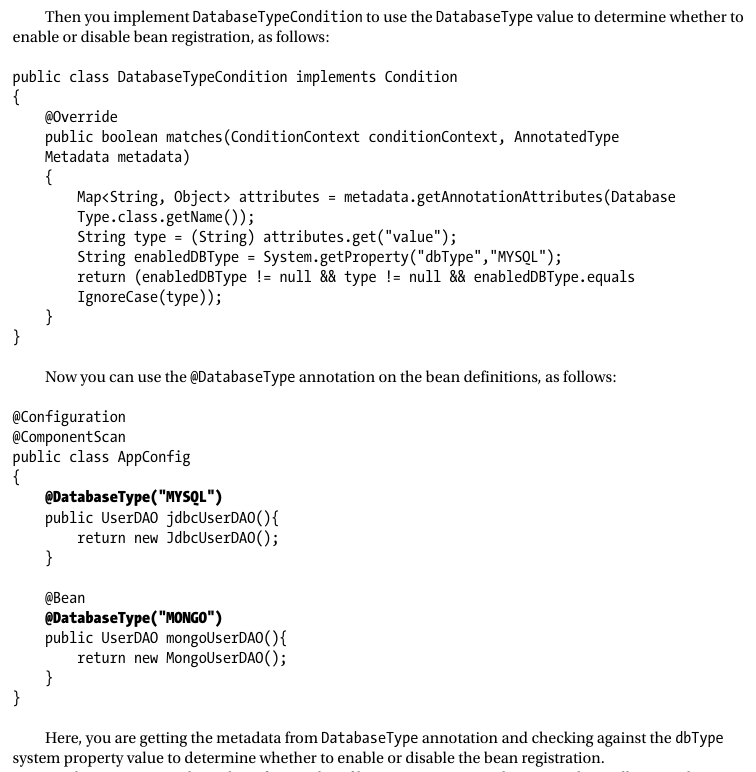 Then you implement DatabaseTypeCondition to use the DatabaseType value to determine whether to
enable or disable bean registration, as follows:
public class DatabaseTypeCondition implements Condition
{
@Override
public boolean matches(ConditionContext conditionContext, AnnotatedType
Metadata metadata)
{
Map<String, Object> attributes = metadata.getAnnotationAttributes(Database
Type.class.getName());
String type = (String) attributes.get("value");
String enabledDBType = System.getProperty("dbType","MYSQL");
return (enabledDBType != null && type != null && enabledDBType.equals
IgnoreCase(type));
}
}
Now you can use the @DatabaseType annotation on the bean definitions, as follows:
@Configuration
@ComponentScan
public class AppConfig
{
@DatabaseType("MYSQL")
public UserDAO jdbcUserDAO(){
return new JdbcUserDAO();
}
@Bean
@DatabaseType("MONGO")
public UserDAO mongoUserDAO(){
return new MongoUserDAO();
}
}
Here, you are getting the metadata from DatabaseType annotation and checking against the dbType
system property value to determine whether to enable or disable the bean registration.